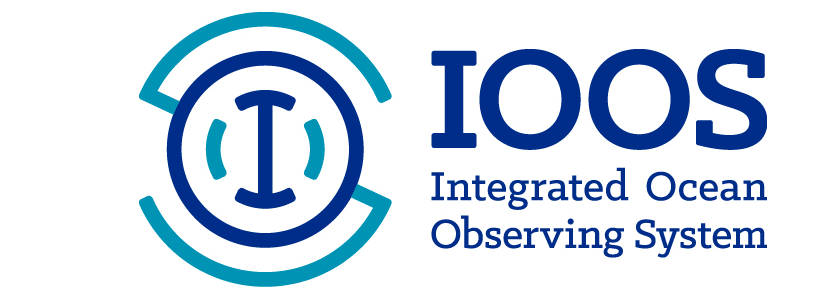 IOOS
Integrated Ocean
Observing System